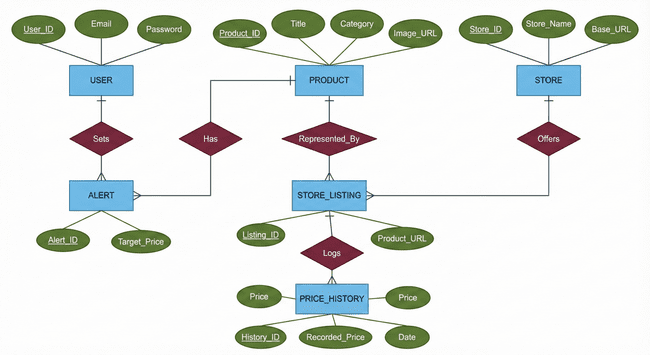 User_ID
Email
Password
Product_ID
Title
Category
Image_URL
Store_ID
Store_Name
Base_URL
USER
PRODUCT
STORE
Sets
Has
Represented_By
Offers
ALERT
STORE_LISTING
Alert_ID
Target_Price
Listing_ID
Product_URL
Logs
Price
PRICE_HISTORY
Price
History_ID
Recorded_Price
Date